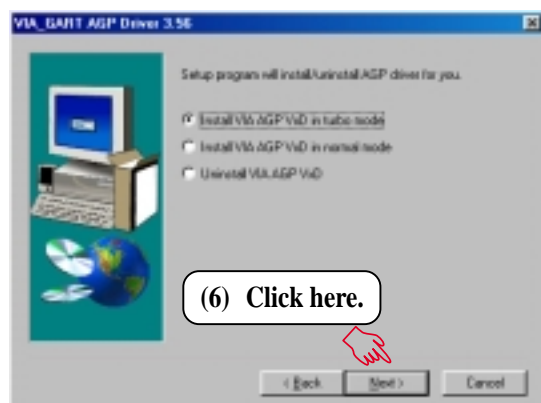 VIA_GART AGP Driver 3.56
Setup program will install/uninstall AGP driver for you.
Install VIA AGP VxD in turbo mode
Install VIA AGP VxD in normal mode
Uninstall VIA AGP VxD
(6) Click here.
< Back
Next >
Cancel